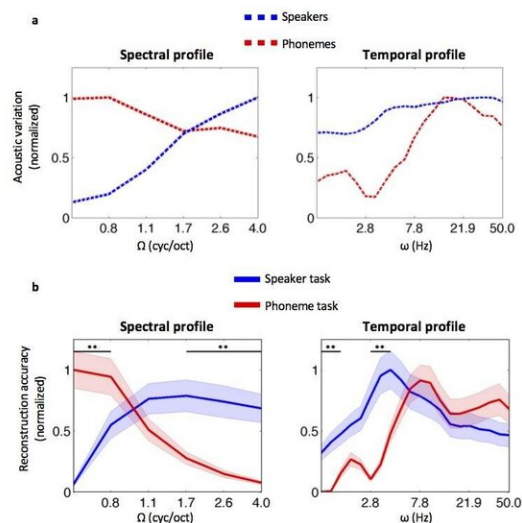 a
Speakers
Phonemes
Spectral profile
Temporal profile
Acoustic variation
(normalized)
1
0.5
0
0.8
1.1
1.7
2.6
4.0
Ω (cyc/oct)
1
0.5
0
2.8
7.8
21.9
50.0
ω (Hz)
b
Speaker task
Phoneme task
Spectral profile
Temporal profile
Reconstruction accuracy
(normalized)
**
**
1
0.5
0
0.8
1.1
1.7
2.6
4.0
Ω (cyc/oct)
**
**
1
0.5
0
2.8
7.8
21.9
50.0
ω (Hz)